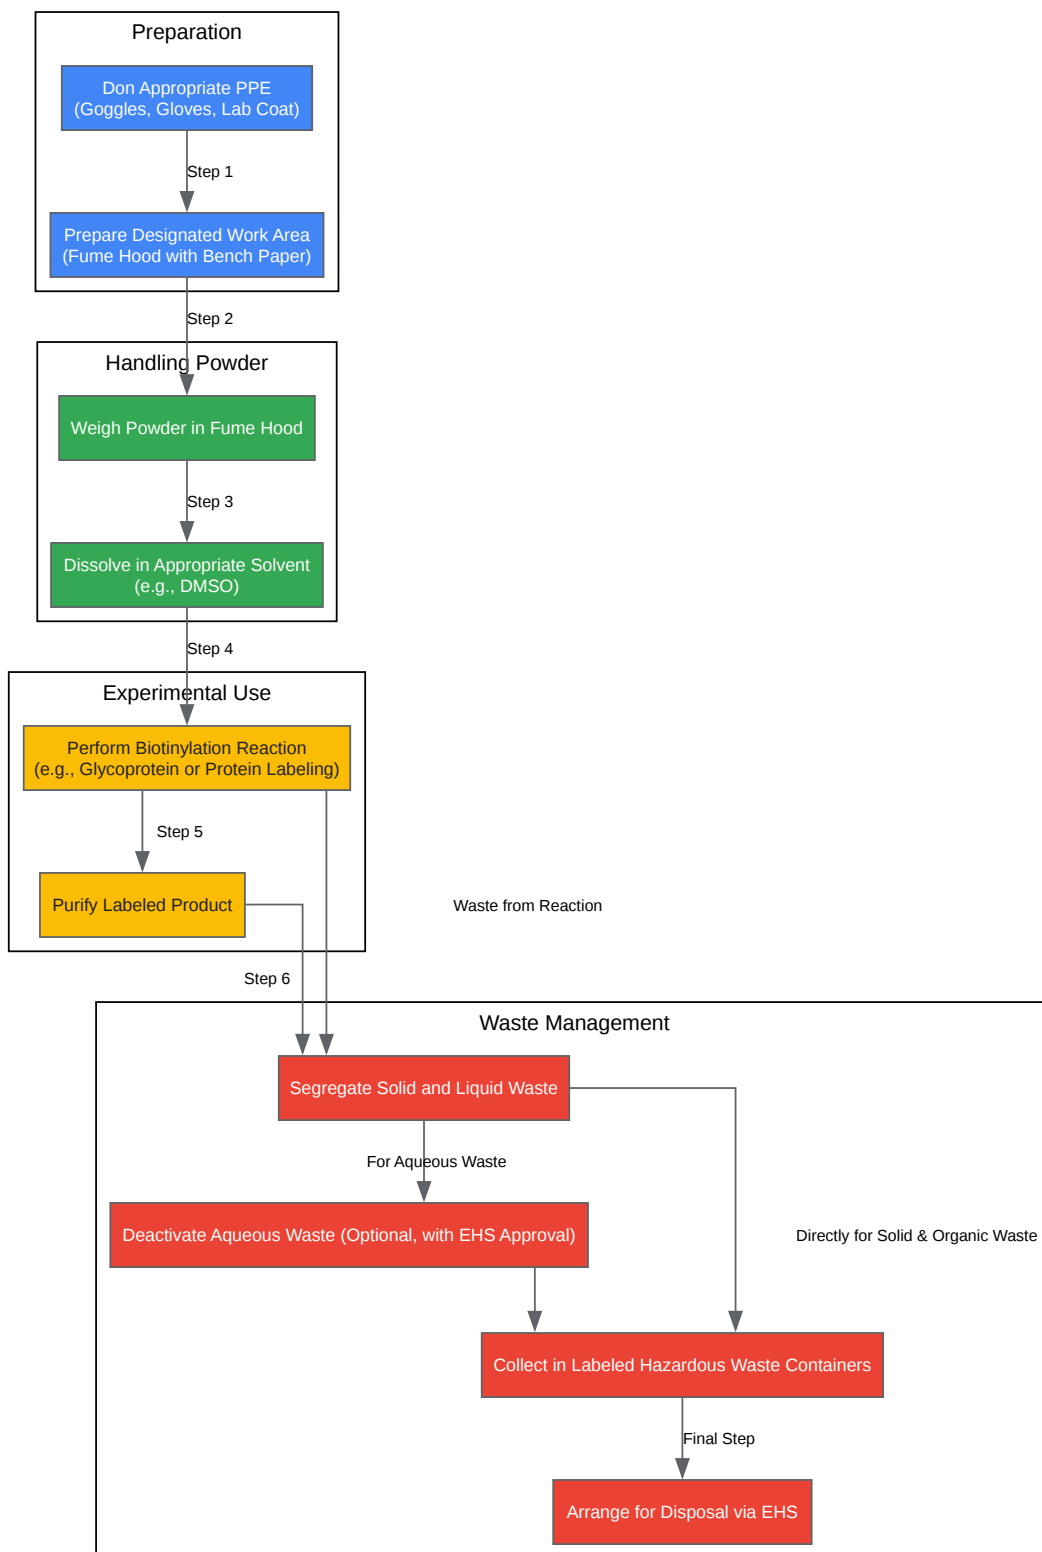 Preparation
Don Appropriate PPE
(Goggles, Gloves, Lab Coat)
Step 1
Prepare Designated Work Area
(Fume Hood with Bench Paper)
Step 2
Handling Powder
Weigh Powder in Fume Hood
Step 3
Dissolve in Appropriate Solvent
(e.g., DMSO)
Step 4
Experimental Use
Perform Biotinylation Reaction
(e.g., Glycoprotein or Protein Labeling)
Step 5
Purify Labeled Product
Waste from Reaction
Step 6
Waste Management
Segregate Solid and Liquid Waste
For Aqueous Waste
Deactivate Aqueous Waste (Optional, with EHS Approval)
Directly for Solid & Organic Waste
Collect in Labeled Hazardous Waste Containers
Final Step
Arrange for Disposal via EHS